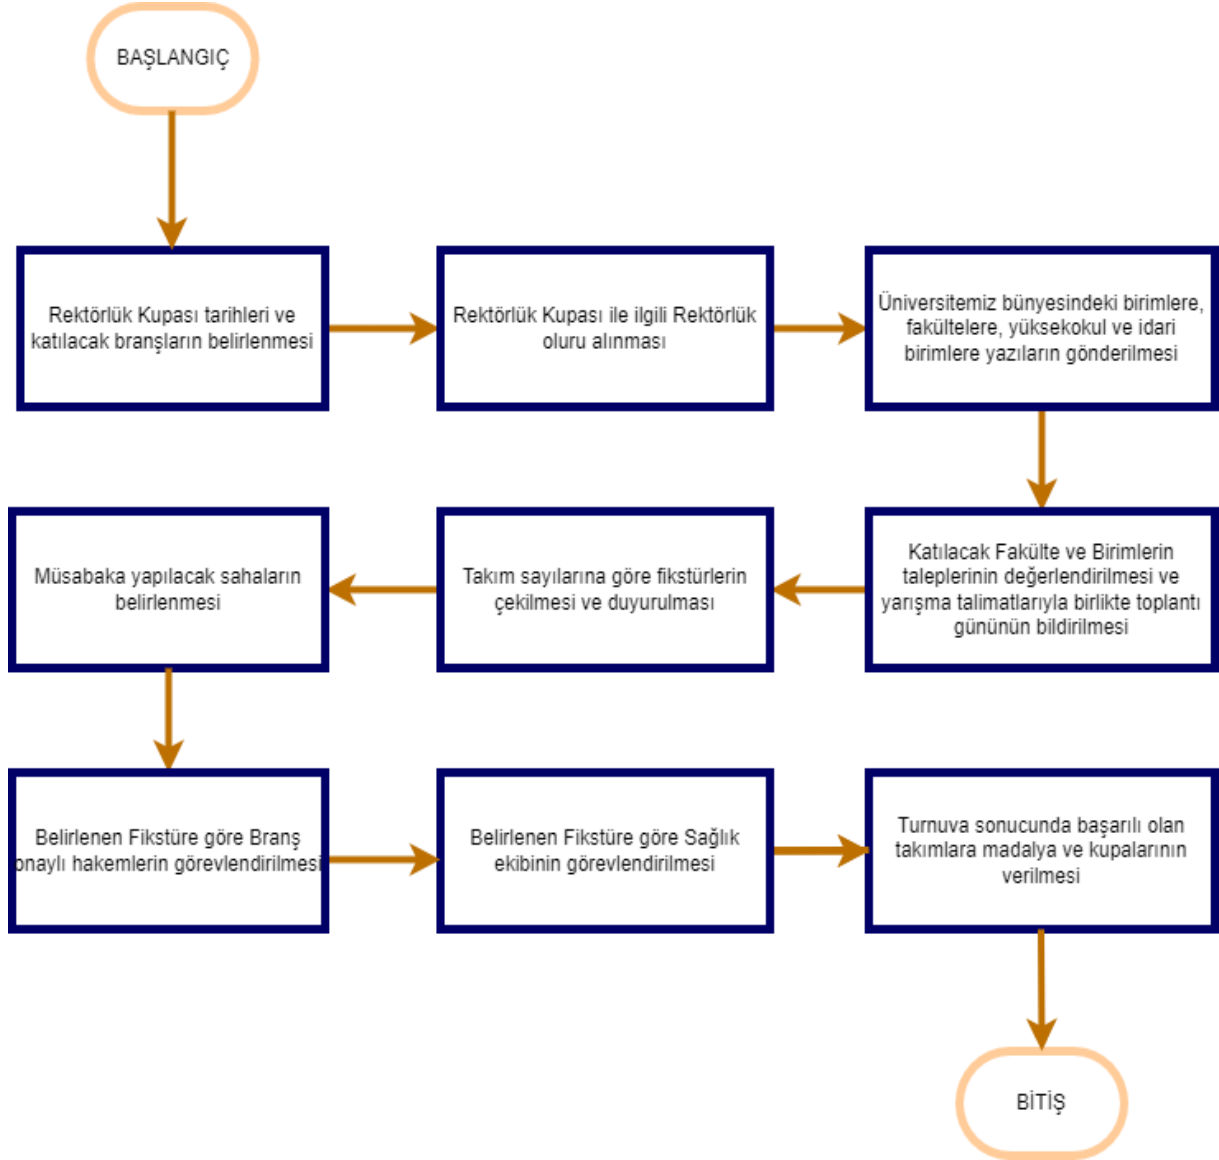 BAŞLANGIÇ
Rektörlük Kupası tarihleri ve
katılacak branşların belirlenmesi
Rektörlük Kupası ile ilgili Rektörlük
oluru alınması
Üniversitemiz bünyesindeki birimlere,
fakültelere, yüksekokul ve idari
birimlere yazıların gönderilmesi
Katılacak Fakülte ve Birimlerin
taleplerinin değerlendirilmesi ve
yarışma talimatlarıyla birlikte toplantı
gününün bildirilmesi
Takım sayılarına göre fikstürlerin
çekilmesi ve duyurulması
Müsabaka yapılacak sahaların
belirlenmesi
Belirlenen Fikstüre göre Branş
onaylı hakemlerin görevlendirilmesi
Belirlenen Fikstüre göre Sağlık
ekibinin görevlendirilmesi
Turnuva sonucunda başarılı olan
takımlara madalya ve kupalarının
verilmesi
BİTİŞ